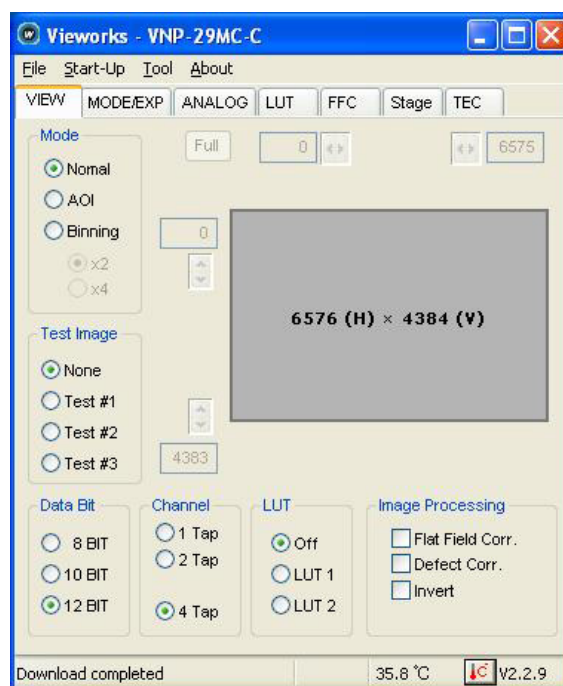 Vieworks - VNP-29MC-C
File Start-Up Tool About
VIEW MODE/EXP ANALOG LUT FFC Stage TEC
Mode
Full 0 6575
Nomal
AOI
Binning 0
x2
x4
6576 (H) × 4384 (V)
Test Image
None
Test #1
Test #2
Test #3 4383
Data Bit Channel LUT Image Processing
8 BIT 1 Tap Off Flat Field Corr.
10 BIT 2 Tap LUT 1 Defect Corr.
12 BIT 4 Tap LUT 2 Invert
Download completed 35.8 ℃ V2.2.9